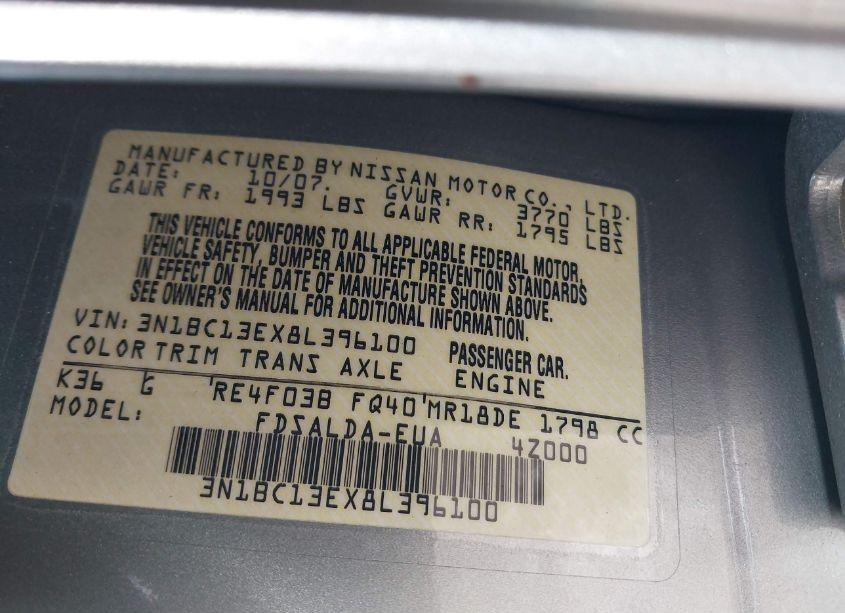 MANUFACTURED BY NISSAN MOTOR CO., LTD.
DATE: 10/07. GVWR: 3770 LBS
GAWR FR: 1993 LBS GAWR RR: 1795 LBS
THIS VEHICLE CONFORMS TO ALL APPLICABLE FEDERAL MOTOR
VEHICLE SAFETY, BUMPER AND THEFT PREVENTION STANDARDS
IN EFFECT ON THE DATE OF MANUFACTURE SHOWN ABOVE.
SEE OWNER'S MANUAL FOR ADDITIONAL INFORMATION.
VIN: 3N1BC13EX8L396100 PASSENGER CAR.
COLOR TRIM TRANS AXLE ENGINE
K36 G RE4F03B FQ40 MR18DE 1798 CC
MODEL: FDSALDA-EUA 4Z000
3N1BC13EX8L396100